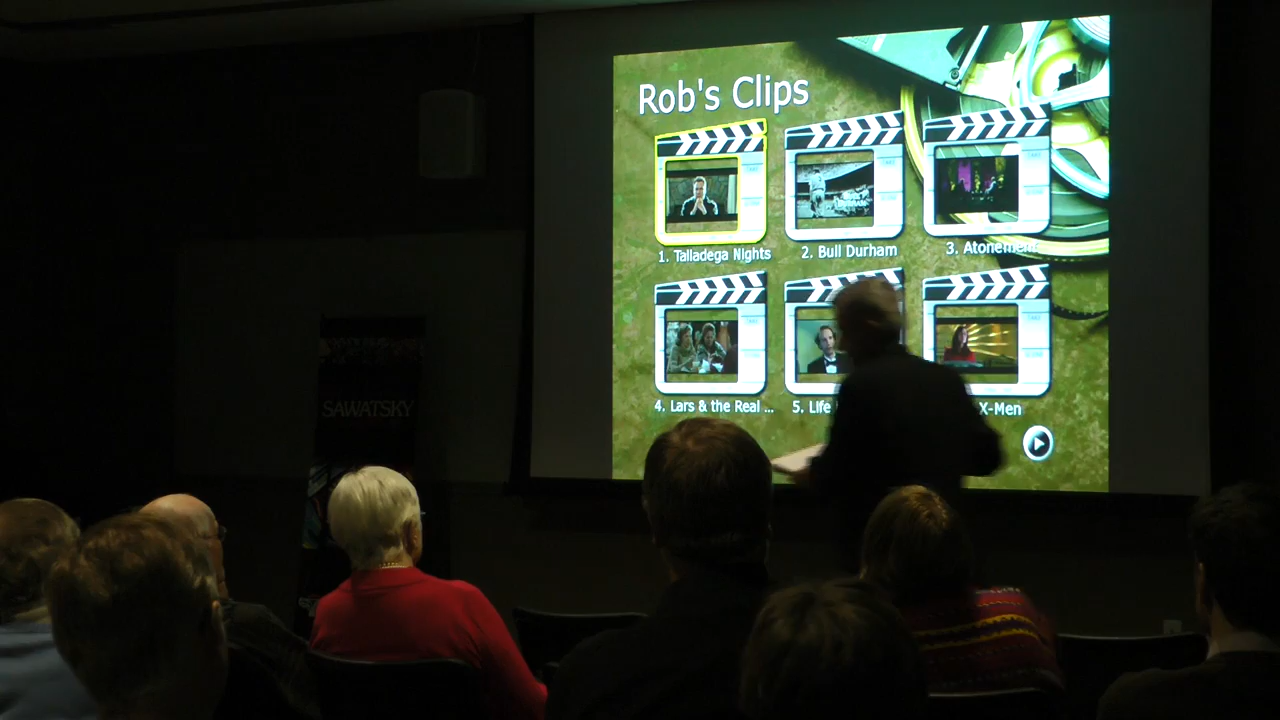 Rob's Clips
1. Talladega Nights
2. Bull Durham
3. Atonement
4. Lars & the Real ...
5. Life
X-Men
SAWATSKY